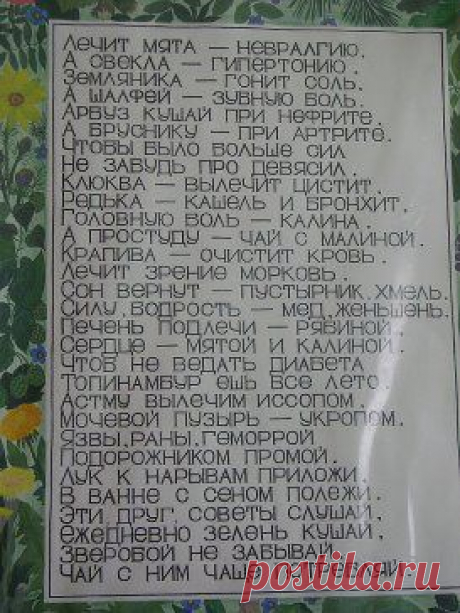 Лечит мята — невралгию.
А свекла — гипертонию.
Земляника — гонит соль.
А шалфей — зубную боль.
Арбуз кушай при нефрите.
А бруснику — при артрите.
Чтобы было больше сил
Не забудь про девясил.
Клюква — вылечит цистит.
Редька — кашель и бронхит.
Головную боль — калина.
А простуду — чай с малиной.
Крапива — очистит кровь.
Лечит зрение морковь.
Сон вернут — пустырник, хмель.
Силу, бодрость — мед, женьшень.
Печень подлечи — рябиной.
Сердце — мятой и калиной.
Чтоб не ведать диабета
Топинамбур ешь все лето.
Астму вылечим иссопом.
Мочевой пузырь — укропом.
Язвы, раны, геморрой
Подорожником промой.
Лук к нарывам приложи.
В ванне с сеном полежи.
Эти, друг, советы слушай,
Ежедневно зелень кушай,
Зверобой не забывай
Чай с ним чаще
postila.ru